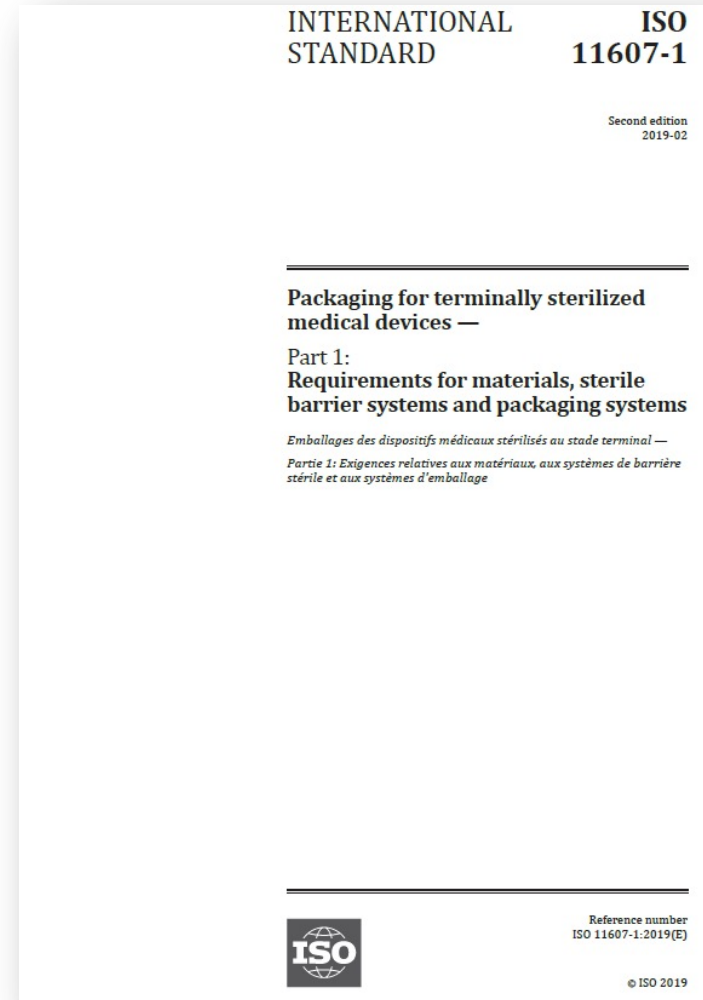 INTERNATIONAL STANDARD
ISO 11607-1
Second edition
2019-02
Packaging for terminally sterilized
medical devices —
Part 1:
Requirements for materials, sterile
barrier systems and packaging systems
Emballages des dispositifs médicaux stérilisés au stade terminal —
Partie 1: Exigences relatives aux matériaux, aux systèmes de barrière
stérile et aux systèmes d'emballage
ISO
Reference number
ISO 11607-1:2019(E)
© ISO 2019